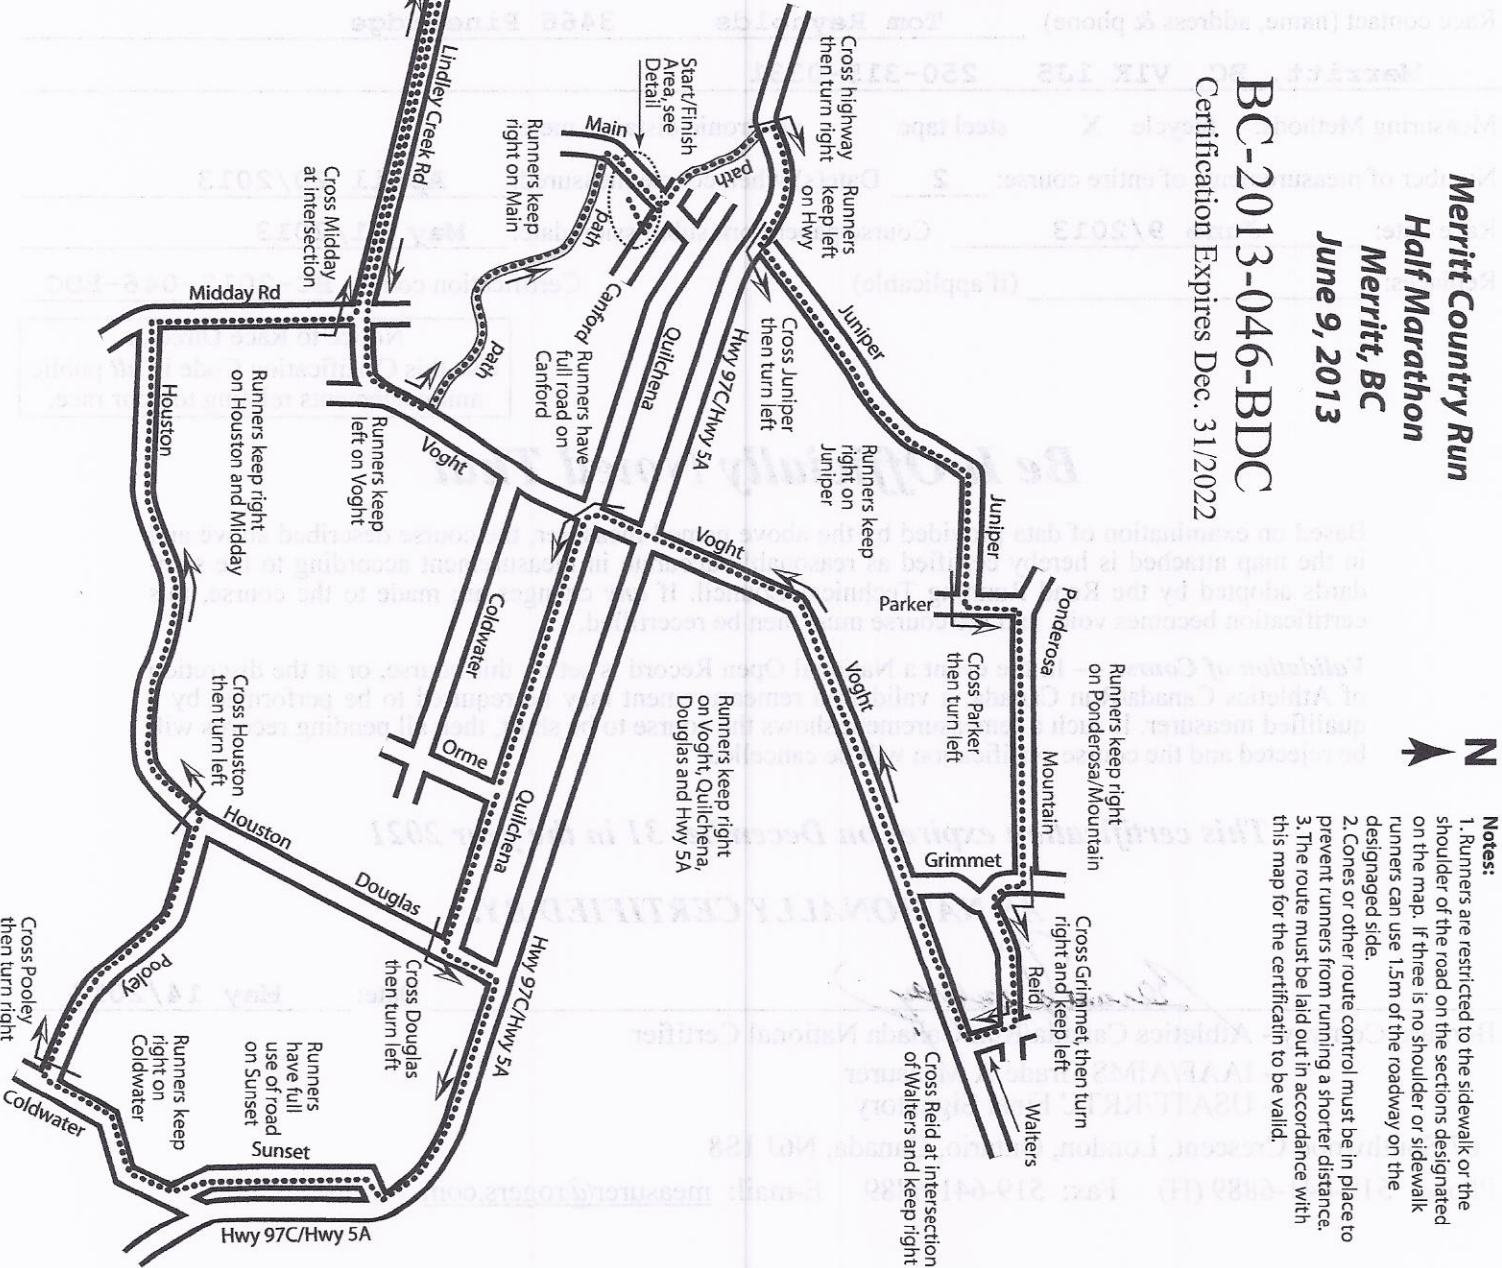 Merritt Country Run
Half Marathon
Merritt, BC
June 9, 2013
BC-2013-046-BDC
Certification Expires Dec. 31/2022
N
Notes:
1.Runners are restricted to the sidewalk or the
shoulder of the road on the sections designated
on the map. If three is no shoulder or sidewalk
runners can use 1.5m of the roadway on the
designaged side.
2.Cones or other route control must be in place to
prevent runners from running a shorter distance.
3.The route must be laid out in accordance with
this map for the certificatin to be valid.
Cross highway
then turn right
Runners
keep left
on Hwy
Start/Finish
Area, see
Detail
Main
path
Runners keep
right on Main
path
Canford
Quilchena
Hwy 97C/Hwy 5A
Juniper
Cross Juniper
then turn left
Runners have
full road on
Canford
Runners keep
right on
Juniper
Juniper
Parker
Ponderosa
Cross Parker
then turn left
Runners keep right
on Ponderosa/Mountain
Mountain
Grimmet
Cross Grimmet, then turn
right and keep left
Reid
Walters
Cross Reid at intersection
of Walters and keep right
Voght
Voght
Runners keep right
on Voght, Quilchena,
Douglas and Hwy 5A
Lindley Creek Rd
Cross Midday
at intersection
Midday Rd
path
Voght
Runners keep
left on Voght
Houston
Runners keep right
on Houston and Midday
Coldwater
Orme
Quilchena
Cross Houston
then turn left
Houston
Douglas
Cross Douglas
then turn left
Hwy 97C/Hwy 5A
Pooley
Cross Pooley
then turn right
Coldwater
Runners keep
right on
Coldwater
Runners
have full
use of road
on Sunset
Sunset
Hwy 97C/Hwy 5A